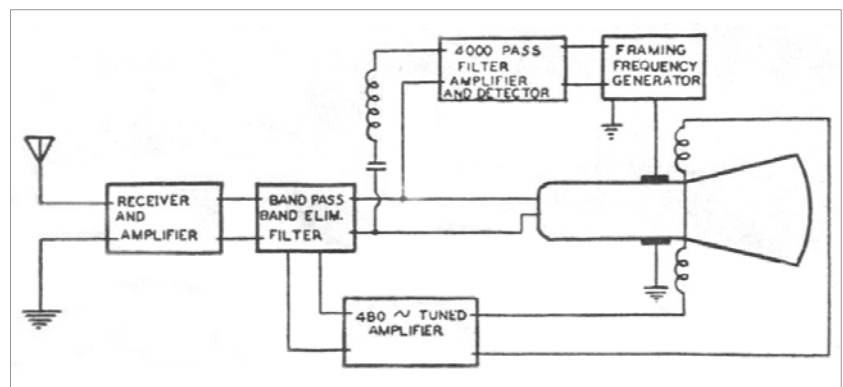 4000 PASS
FILTER
AMPLIFIER
AND DETECTOR
FRAMING
FREQUENCY
GENERATOR
RECEIVER
AND
AMPLIFIER
BAND PASS
BAND ELIM.
FILTER
480 ~ TUNED
AMPLIFIER